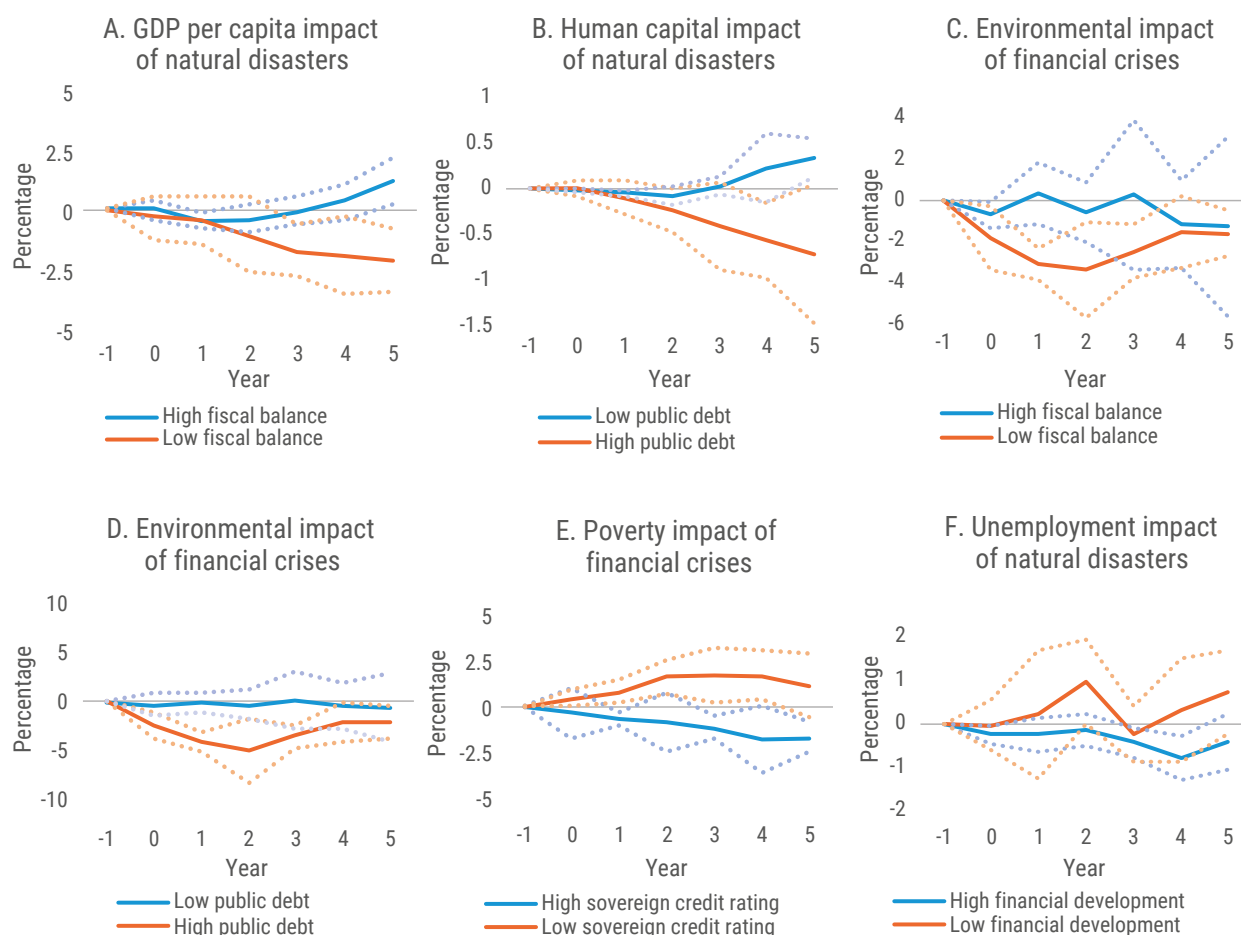 A. GDP per capita impact
of natural disasters
5
2.5
0
-2.5
-5
Percentage
-1 0 1 2 3 4 5
Year
High fiscal balance
Low fiscal balance
B. Human capital impact
of natural disasters
1
0.5
0
-0.5
-1
-1.5
Percentage
-1 0 1 2 3 4 5
Year
Low public debt
High public debt
C. Environmental impact
of financial crises
4
2
0
-2
-4
-6
Percentage
-1 0 1 2 3 4 5
Year
High fiscal balance
Low fiscal balance
D. Environmental impact
of financial crises
10
5
0
-5
-10
Percentage
-1 0 1 2 3 4 5
Year
Low public debt
High public debt
E. Poverty impact of
financial crises
5
2.5
0
-2.5
-5
Percentage
-1 0 1 2 3 4 5
Year
High sovereign credit rating
Low sovereign credit rating
F. Unemployment impact
of natural disasters
2
1
0
-1
-2
Percentage
-1 0 1 2 3 4 5
Year
High financial development
Low financial development